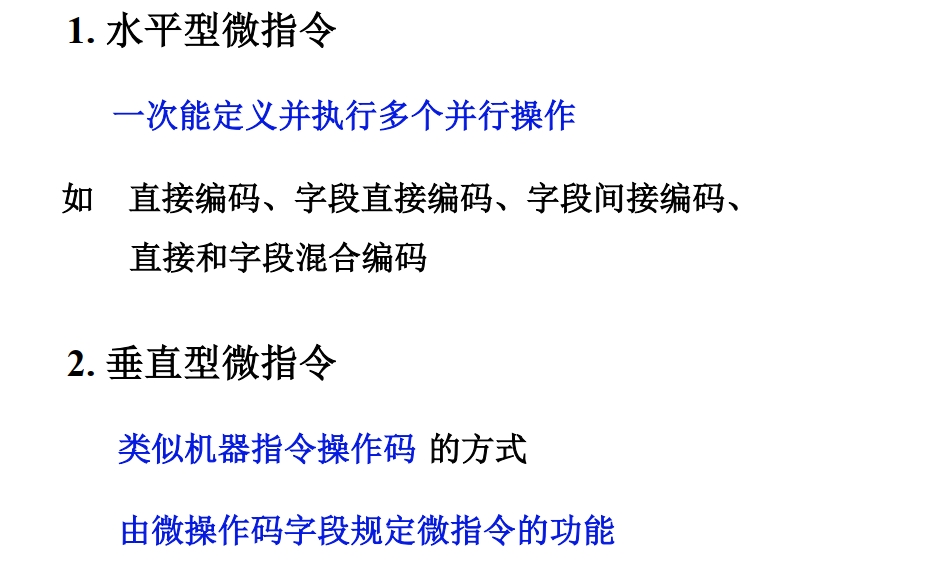 1. 水平型微指令
一次能定义并执行多个并行操作
如 直接编码、字段直接编码、字段间接编码、
直接和字段混合编码
2. 垂直型微指令
类似机器指令操作码 的方式
由微操作码字段规定微指令的功能